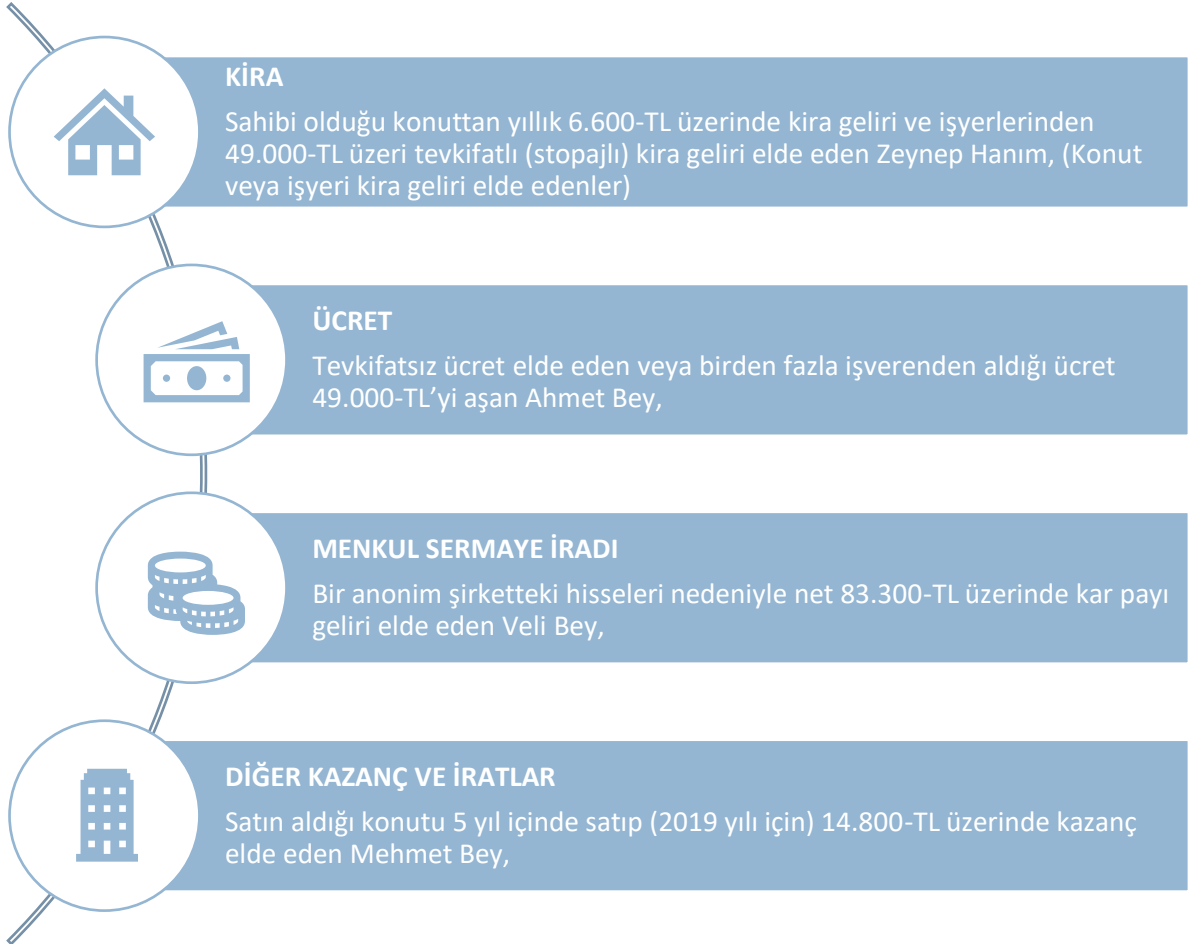 KİRA
Sahibi olduğu konuttan yıllık 6.600-TL üzerinde kira geliri ve işyerlerinden
49.000-TL üzeri tevkifatlı (stopajlı) kira geliri elde eden Zeynep Hanım, (Konut
veya işyeri kira geliri elde edenler)
ÜCRET
Tevkifatsız ücret elde eden veya birden fazla işverenden aldığı ücret
49.000-TL’yi aşan Ahmet Bey,
MENKUL SERMAYE İRADI
Bir anonim şirketteki hisseleri nedeniyle net 83.300-TL üzerinde kar payı
geliri elde eden Veli Bey,
DİĞER KAZANÇ VE İRATLAR
Satın aldığı konutu 5 yıl içinde satıp (2019 yılı için) 14.800-TL üzerinde kazanç
elde eden Mehmet Bey,